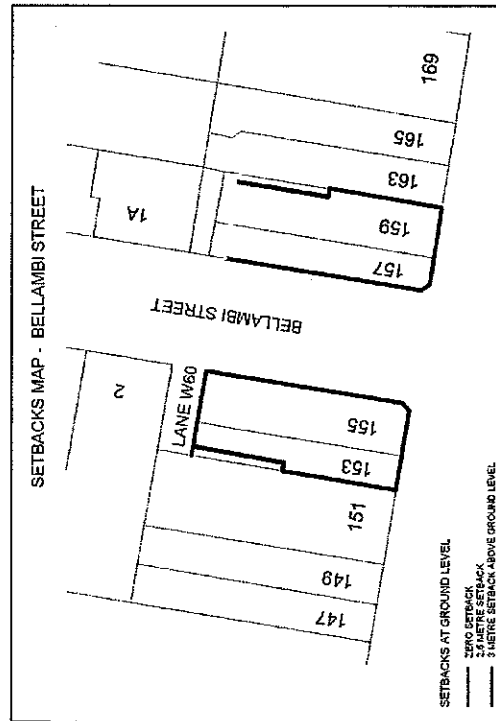 SETBACKS MAP - BELLAMBI STREET
169
165
163
159
157
1A
BELLAMBI STREET
2
LANE W60
155
153
151
149
147
SETBACKS AT GROUND LEVEL
ZERO SETBACK
2.5 METRE SETBACK
3 METRE SETBACK ABOVE GROUND LEVEL